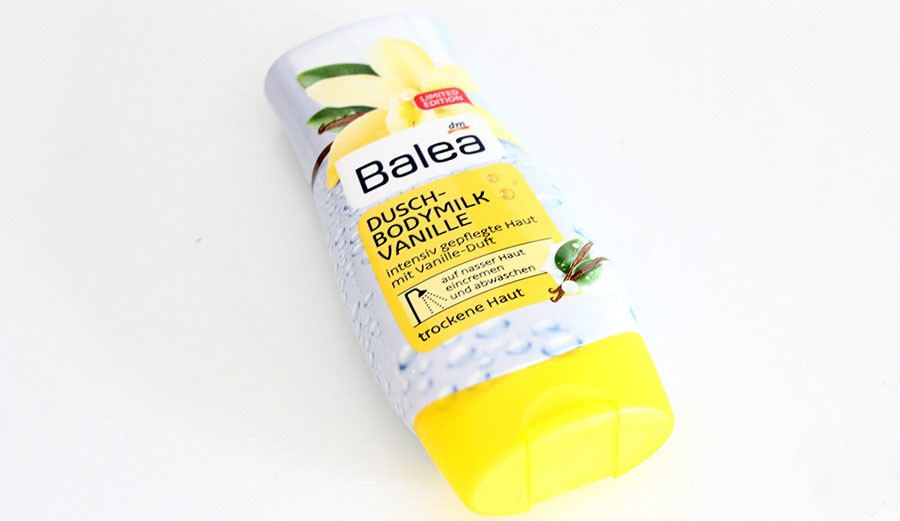 LIMITED
EDITION
dm
Balea
DUSCH-
BODYMILK
VANILLE
intensiv gepflegte Haut
mit Vanille-Duft
auf nasser Haut
eincremen
und abwaschen
trockene Haut